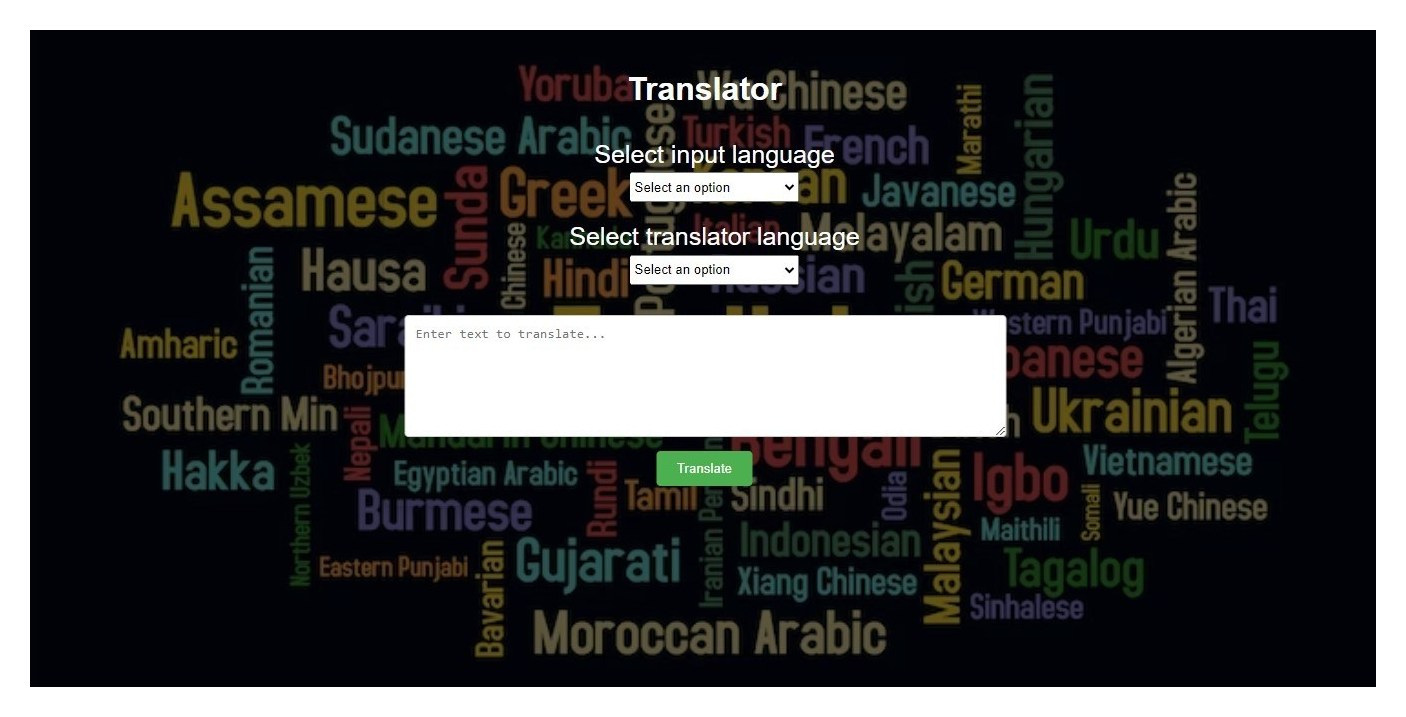 Translator
Select input language
Select an option
Select translator language
Select an option
Enter text to translate...
Translate
Yoruba
Wu Chinese
Marathi
Hungarian
Sudanese Arabic
Turkish
French
Assamese
Sunda
Greek
Korean
Javanese
Algerian Arabic
Italian
Malayalam
Urdu
Chinese
Romanian
Hausa
Hindi
Russian
German
Thai
Western Punjabi
Amharic
Telugu
Southern Min
Nepali
Mandarin Chinese
Ukrainian
Bengali
Hakka
Northern Uzbek
Egyptian Arabic
Rundi
Tamil
Sindhi
Odia
Malaysian
Igbo
Vietnamese
Somali
Yue Chinese
Burmese
Maithili
Eastern Punjabi
Bavarian
Gujarati
Indonesian
Xiang Chinese
Tagalog
Sinhalese
Moroccan Arabic